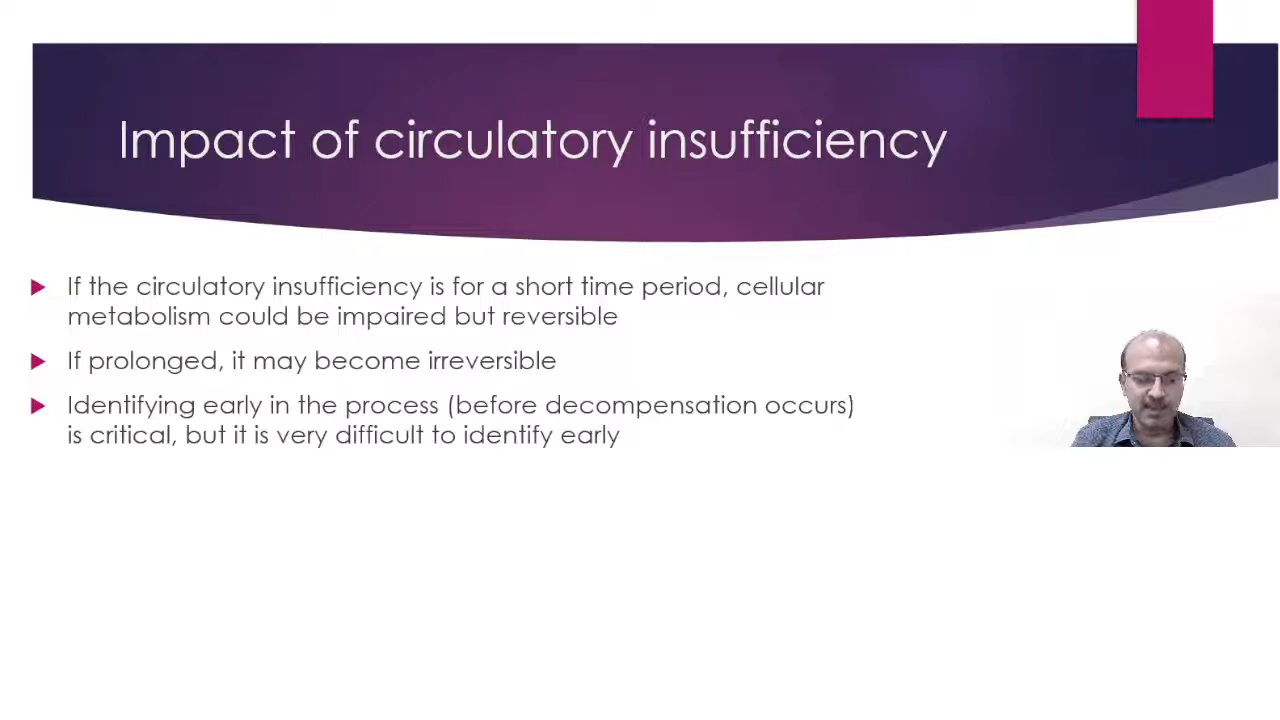 Impact of circulatory insufficiency
If the circulatory insufficiency is for a short time period, cellular
metabolism could be impaired but reversible
If prolonged, it may become irreversible
Identifying early in the process (before decompensation occurs)
is critical, but it is very difficult to identify early